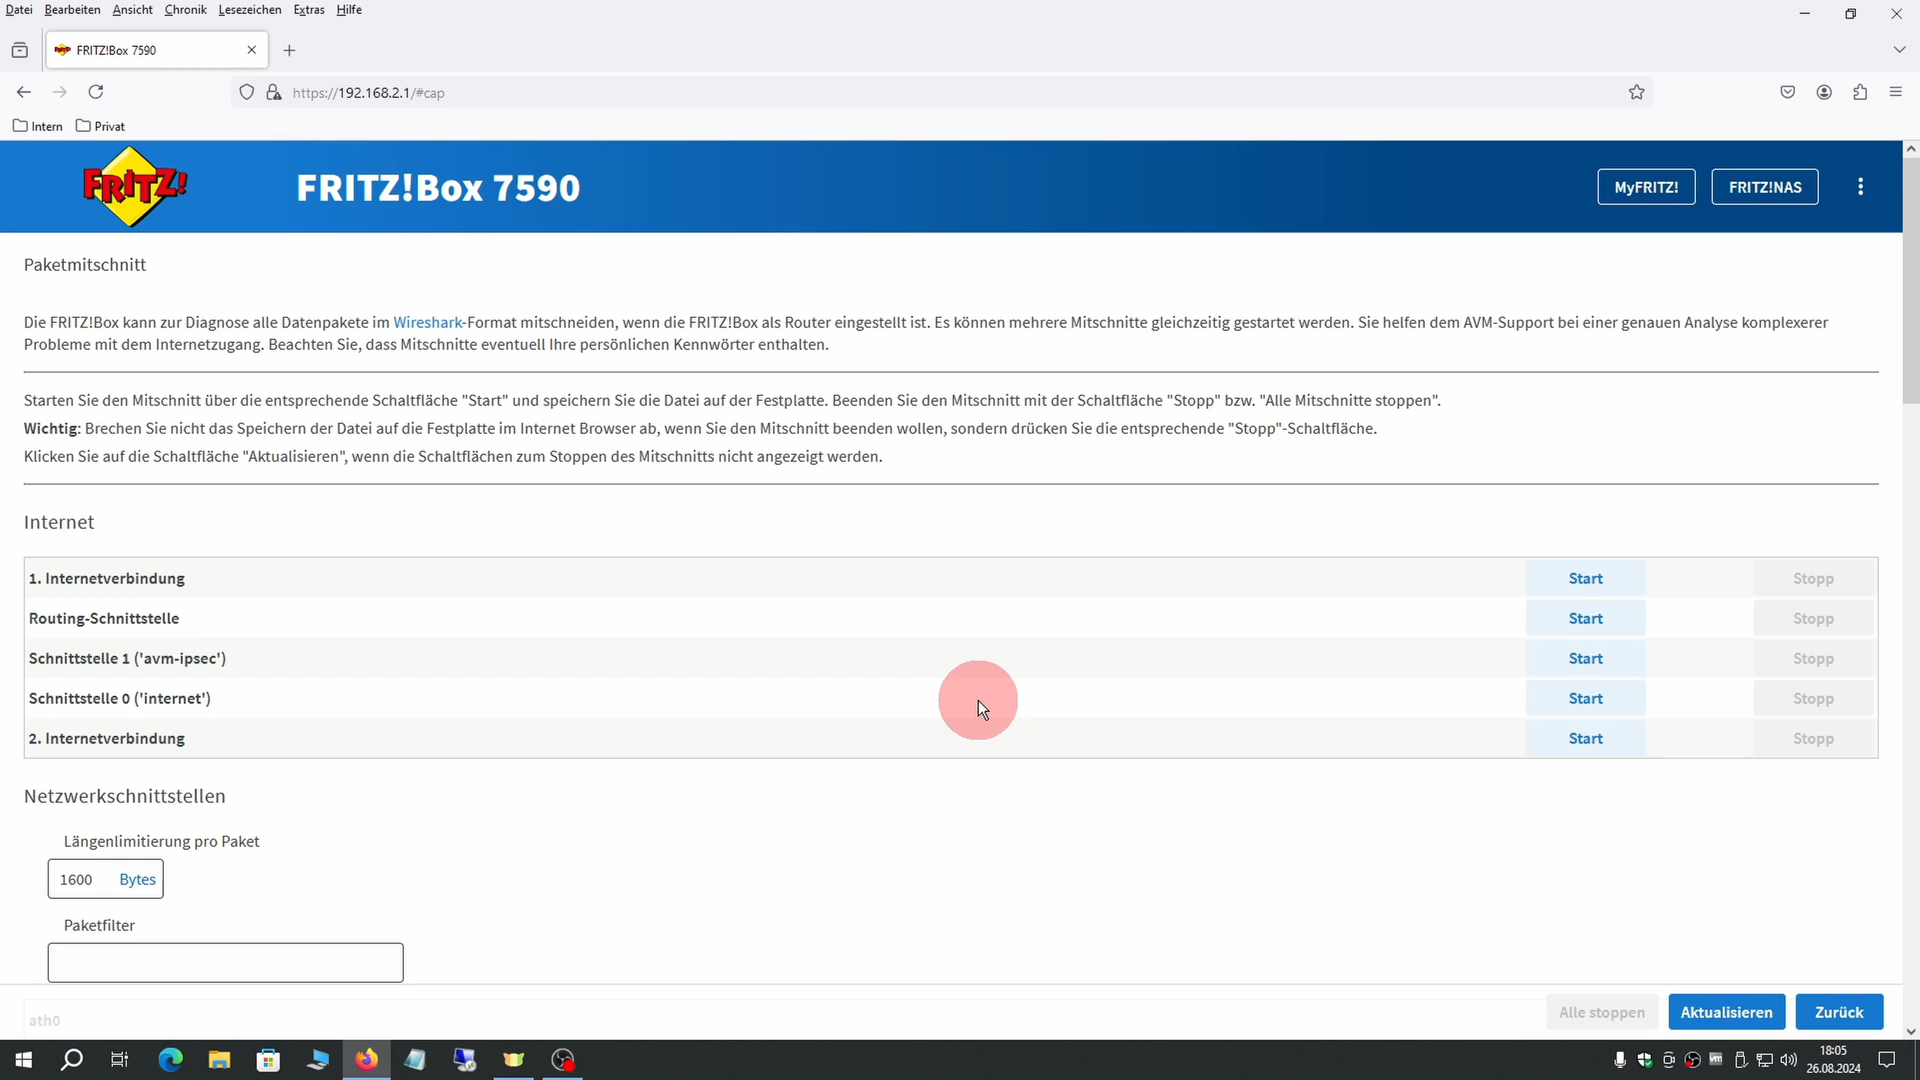 Datei Bearbeiten Ansicht Chronik Lesezeichen Extras Hilfe
FRITZ!Box 7590
https://192.168.2.1/#cap
Intern Privat
FRITZ!
FRITZ!Box 7590
MyFRITZ! FRITZ!NAS
Paketmitschnitt
Die FRITZ!Box kann zur Diagnose alle Datenpakete im Wireshark-Format mitschneiden, wenn die FRITZ!Box als Router eingestellt ist. Es können mehrere Mitschnitte gleichzeitig gestartet werden. Sie helfen dem AVM-Support bei einer genauen Analyse komplexerer
Probleme mit dem Internetzugang. Beachten Sie, dass Mitschnitte eventuell Ihre persönlichen Kennwörter enthalten.
Starten Sie den Mitschnitt über die entsprechende Schaltfläche "Start" und speichern Sie die Datei auf der Festplatte. Beenden Sie den Mitschnitt mit der Schaltfläche "Stopp" bzw. "Alle Mitschnitte stoppen".
Wichtig: Brechen Sie nicht das Speichern der Datei auf die Festplatte im Internet Browser ab, wenn Sie den Mitschnitt beenden wollen, sondern drücken Sie die entsprechende "Stopp"-Schaltfläche.
Klicken Sie auf die Schaltfläche "Aktualisieren", wenn die Schaltflächen zum Stoppen des Mitschnitts nicht angezeigt werden.
Internet
1. Internetverbindung Start Stopp
Routing-Schnittstelle Start Stopp
Schnittstelle 1 ('avm-ipsec') Start Stopp
Schnittstelle 0 ('internet') Start Stopp
2. Internetverbindung Start Stopp
Netzwerkschnittstellen
Längenlimitierung pro Paket
1600 Bytes
Paketfilter
ath0
Alle stoppen Aktualisieren Zurück
18:05
26.08.2024